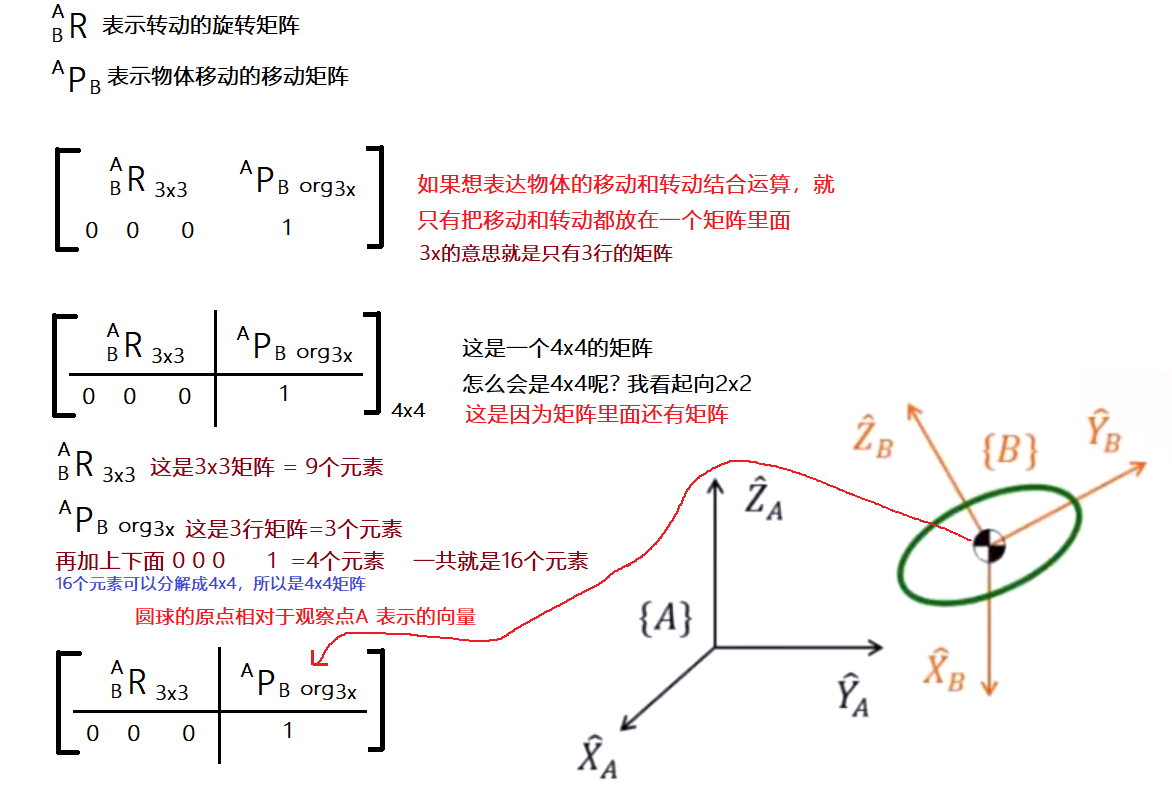 A
B R 表示转动的旋转矩阵
A P B 表示物体移动的移动矩阵
A
B R 3x3 A P B org3x
0 0 0 1
如果想表达物体的移动和转动结合运算，就
只有把移动和转动都放在一个矩阵里面
3x的意思就是只有3行的矩阵
A
B R 3x3 A P B org3x
0 0 0 1
4x4
这是一个4x4的矩阵
怎么会是4x4呢? 我看起向2x2
这是因为矩阵里面还有矩阵
A
B R 3x3 这是3x3矩阵 = 9个元素
A P B org3x 这是3行矩阵=3个元素
再加上下面 0 0 0 1 =4个元素 一共就是16个元素
16个元素可以分解成4x4，所以是4x4矩阵
圆球的原点相对于观察点A 表示的向量
A
B R 3x3 A P B org3x
0 0 0 1
Ẑ_B
{B}
Ŷ_B
X̂_B
Ẑ_A
{A}
Ŷ_A
X̂_A